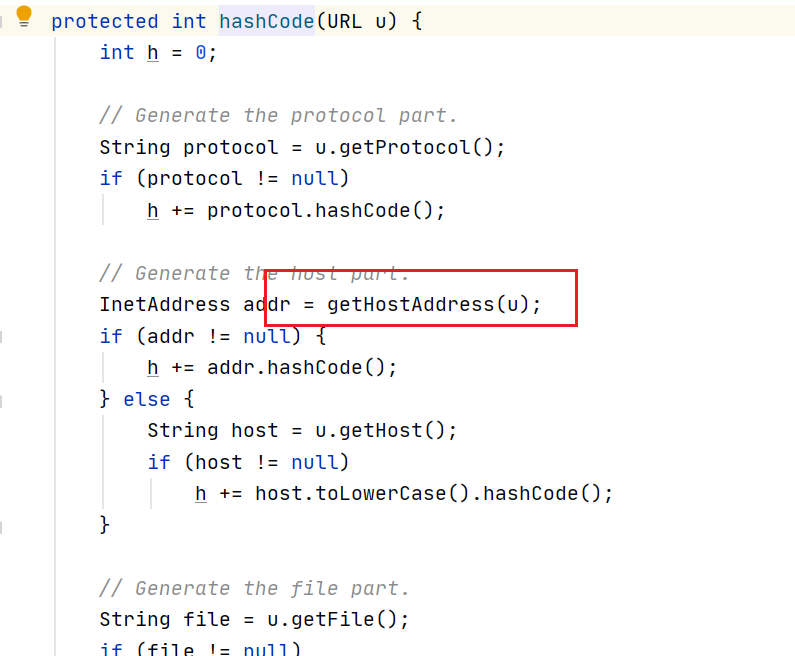 protected int hashCode(URL u) {
int h = 0;
// Generate the protocol part.
String protocol = u.getProtocol();
if (protocol != null)
h += protocol.hashCode();
// Generate the host part.
InetAddress addr = getHostAddress(u);
if (addr != null) {
h += addr.hashCode();
} else {
String host = u.getHost();
if (host != null)
h += host.toLowerCase().hashCode();
}
// Generate the file part.
String file = u.getFile();
if (file != null)